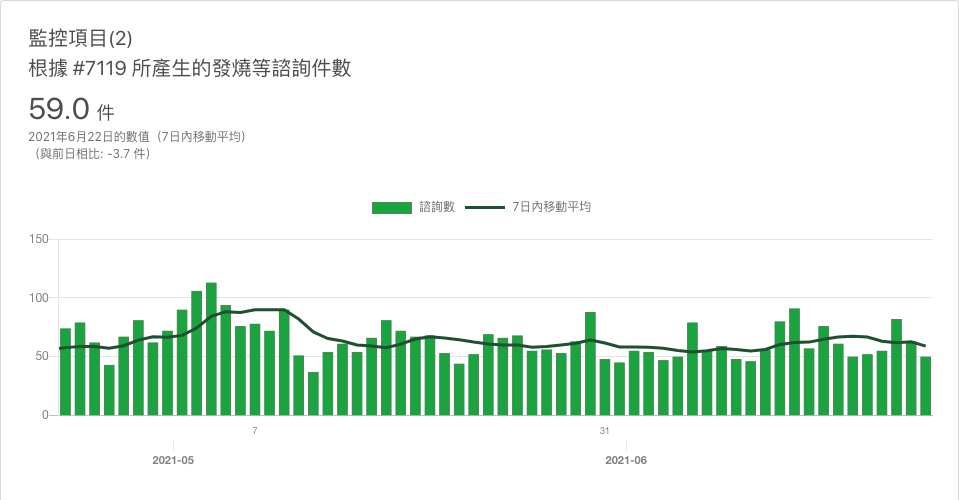 監控項目(2)
根據 #7119 所產生的發燒等諮詢件數
59.0 件
2021年6月22日的數值（7日內移動平均）
（與前日相比: -3.7 件）
諮詢數 7日內移動平均
150
100
50
0
7 31
2021-05 2021-06